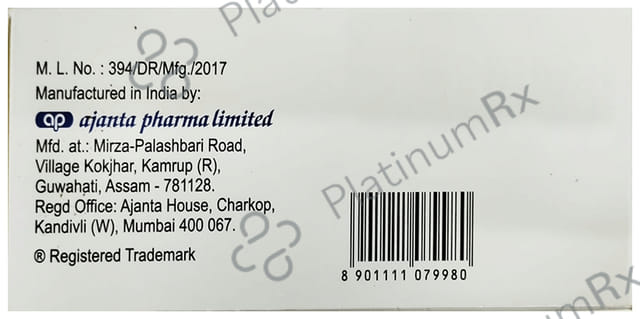 M. L. No. : 394/DR/Mfg./2017
Manufactured in India by:
ap ajanta pharma limited
Mfd. at.: Mirza-Palashbari Road,
Village Kokjhar, Kamrup (R),
Guwahati, Assam - 781128.
Regd Office: Ajanta House, Charkop,
Kandivli (W), Mumbai 400 067.
® Registered Trademark
8 901111 079980
PlatinumRx
PlatinumRx
PlatinumRx